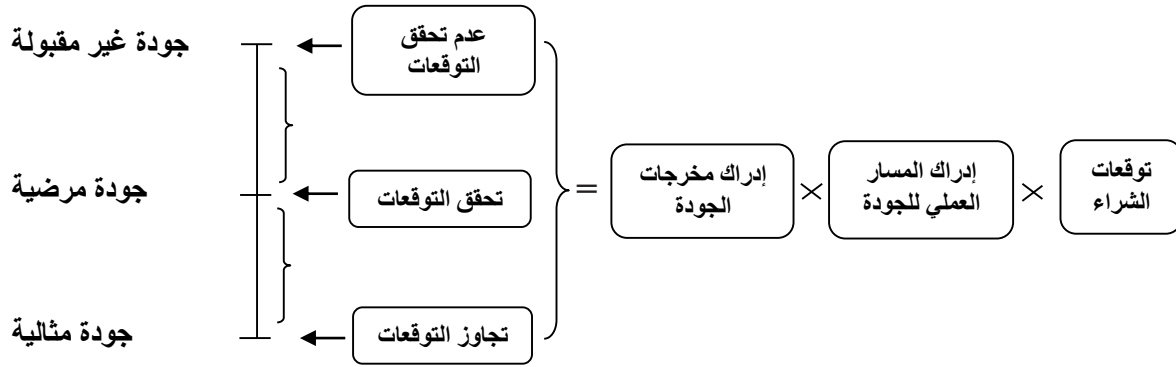 توقعات
الشراء
×
إدراك المسار
العملي للجودة
×
إدراك مخرجات
الجودة
=
عدم تحقق
التوقعات
جودة غير مقبولة
تحقق التوقعات
جودة مرضية
تجاوز التوقعات
جودة مثالية